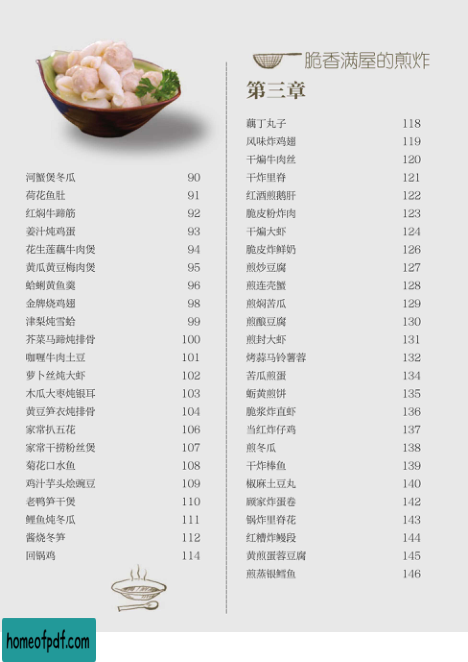 河蟹煲冬瓜 90
荷花鱼肚 91
红焖牛蹄筋 92
姜汁炖鸡蛋 93
花生莲藕牛肉煲 94
黄瓜黄豆梅肉煲 95
蛤蜊黄鱼羹 96
金牌烧鸡翅 98
津梨炖雪蛤 99
芥菜马蹄炖排骨 100
咖喱牛肉土豆 101
萝卜丝炖大虾 102
木瓜大枣炖银耳 103
黄豆笋衣炖排骨 104
家常扒五花 106
家常干捞粉丝煲 107
菊花口水鱼 108
鸡汁芋头烩豌豆 109
老鸭笋干煲 110
鲤鱼炖冬瓜 111
酱烧冬笋 112
回锅鸡 114
脆香满屋的煎炸
第三章
藕丁丸子 118
风味炸鸡翅 119
干煸牛肉丝 120
干炸里脊 121
红酒煎鹅肝 122
脆皮粉炸肉 123
干煸大虾 124
脆皮炸鲜奶 126
煎炒豆腐 127
煎连壳蟹 128
煎焖苦瓜 129
煎酿豆腐 130
煎封大虾 131
烤蒜马铃薯蓉 132
苦瓜煎蛋 134
蛎黄煎饼 135
脆浆炸直虾 136
当红炸仔鸡 137
煎冬瓜 138
干炸棒鱼 139
椒麻土豆丸 140
顾家炸蛋卷 142
锅炸里脊花 143
红糟炸鳗段 144
黄煎蛋蓉豆腐 145
煎蒸银鳕鱼 146
homeofpdf.com